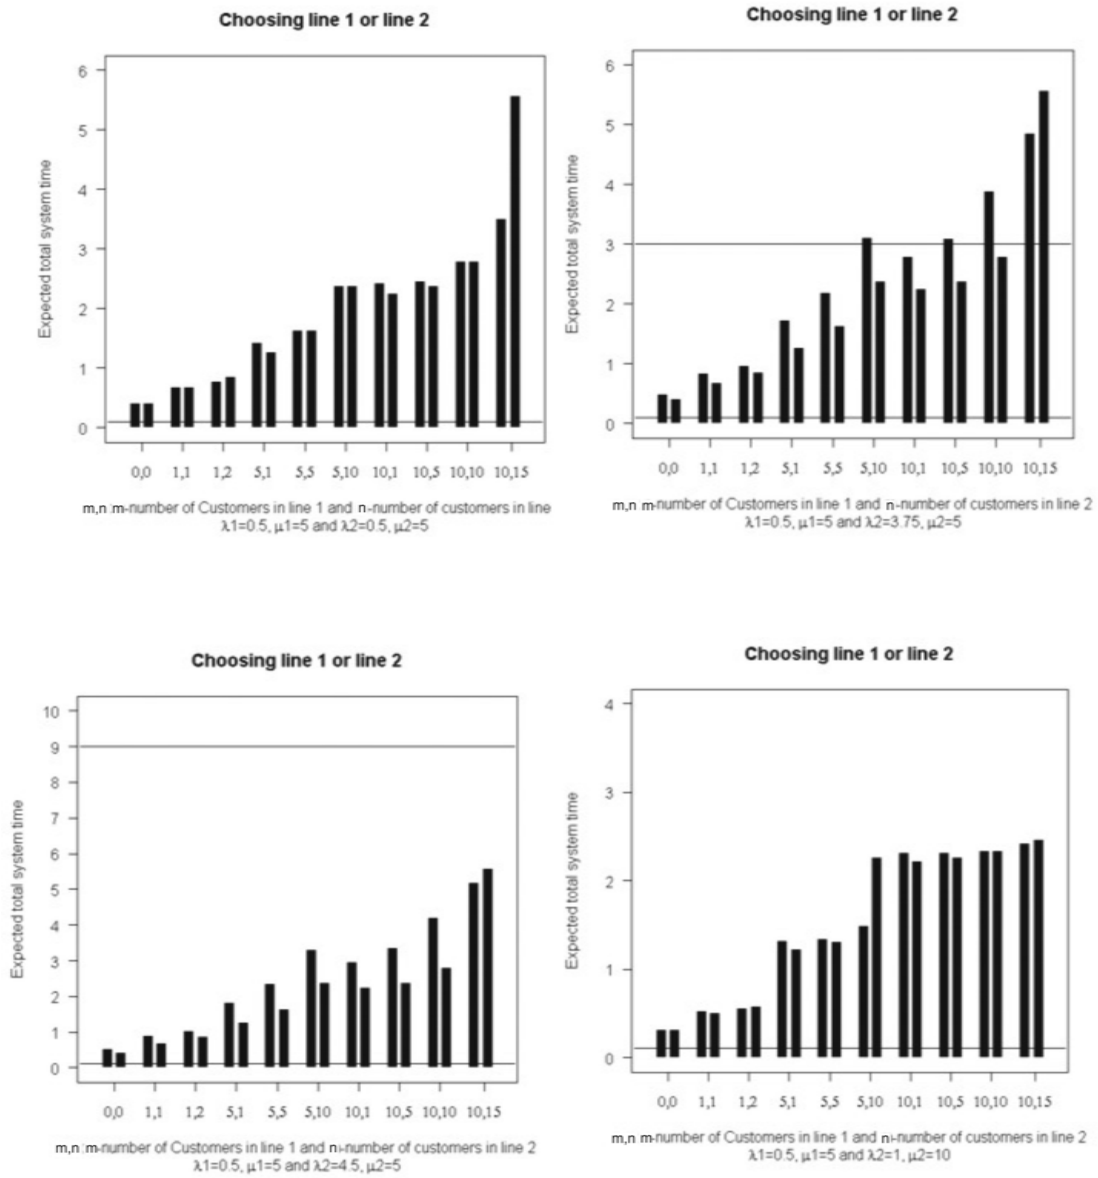 Choosing line 1 or line 2
Expected total system time
6
5
4
3
2
1
0
0,0 1,1 1,2 5,1 5,5 5,10 10,1 10,5 10,10 10,15
m,n :m-number of Customers in line 1 and n-number of customers in line
λ1=0.5, μ1=5 and λ2=0.5, μ2=5
Choosing line 1 or line 2
Expected total system time
6
5
4
3
2
1
0
0,0 1,1 1,2 5,1 5,5 5,10 10,1 10,5 10,10 10,15
m,n m-number of Customers in line 1 and n-number of customers in line 2
λ1=0.5, μ1=5 and λ2=3.75, μ2=5
Choosing line 1 or line 2
Expected total system time
10
9
8
7
6
5
4
3
2
1
0
0,0 1,1 1,2 5,1 5,5 5,10 10,1 10,5 10,10 10,15
m,n :m-number of Customers in line 1 and n-number of customers in line 2
λ1=0.5, μ1=5 and λ2=4.5, μ2=5
Choosing line 1 or line 2
Expected total system time
4
3
2
1
0
0,0 1,1 1,2 5,1 5,5 5,10 10,1 10,5 10,10 10,15
m,n m-number of Customers in line 1 and n-number of customers in line 2
λ1=0.5, μ1=5 and λ2=1, μ2=10